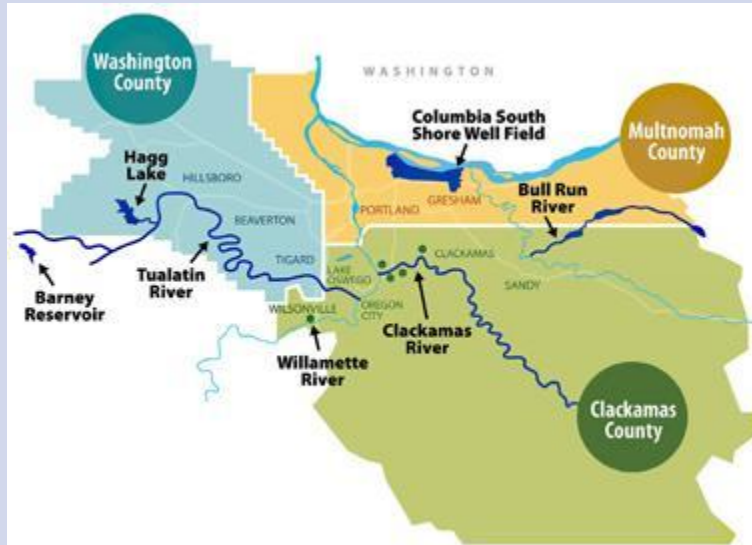 Washington
County
WASHINGTON
Columbia South
Shore Well Field
Multnomah
County
Hagg
Lake
HILLSBORO
Bull Run
River
GRESHAM
PORTLAND
BEAVERTON
TIGARD
LAKE
OSWEGO
CLACKAMAS
SANDY
Tualatin
River
Barney
Reservoir
WILSONVILLE
OREGON
CITY
Clackamas
River
Willamette
River
Clackamas
County